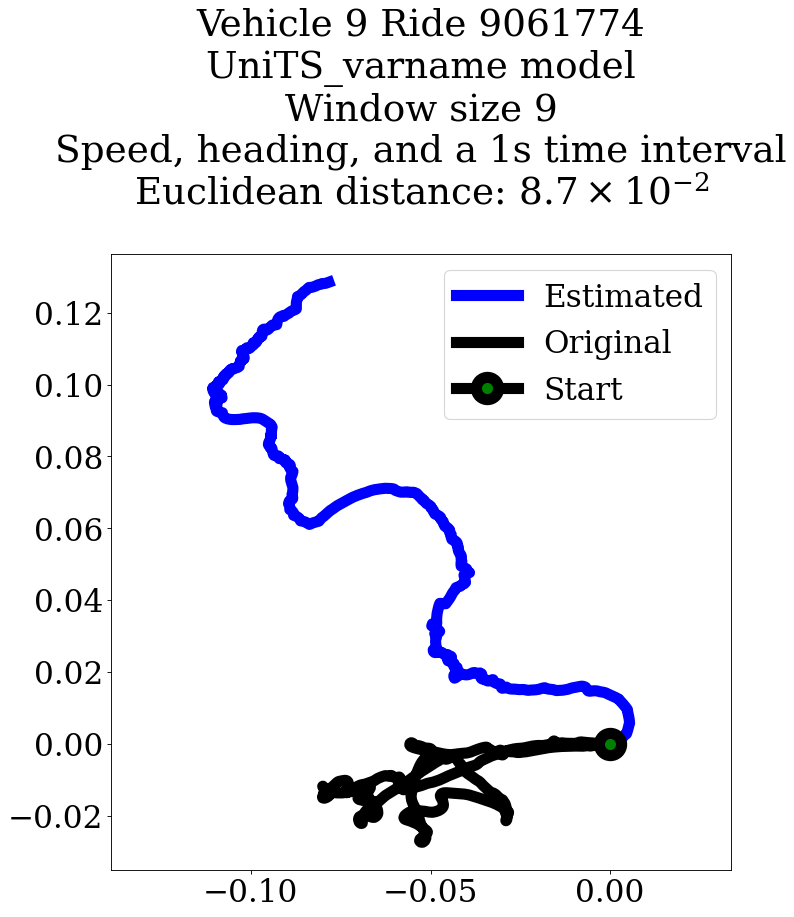 Vehicle 9 Ride 9061774
UniTS_varname model
Window size 9
Speed, heading, and a 1s time interval
Euclidean distance: 8.7 × 10⁻²
Estimated
Original
Start
0.12
0.10
0.08
0.06
0.04
0.02
0.00
−0.02
−0.10
−0.05
0.00